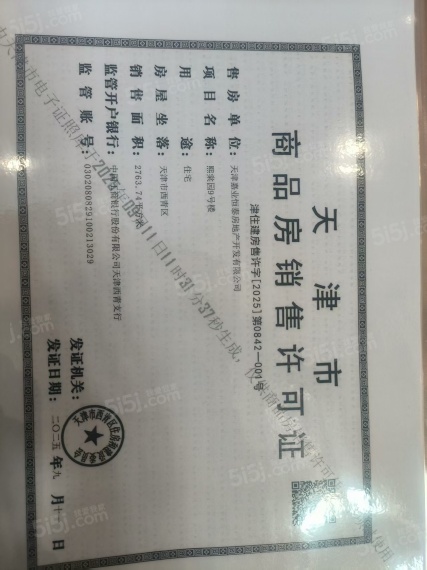 天津市
商品房销售许可证
津住建房售许字[2025]第0842-001号
售房单位：天津嘉业恒泰房地产开发有限公司
项目名称：熙棠园9号楼
用途：住宅
房屋坐落：天津市西青区
销售面积：2763.74平方米
监管开户银行：中国工商银行股份有限公司天津西青支行
监管账号：0302080829100213029
发证机关：
发证日期：二〇二五年九月十一日
5i5j.com